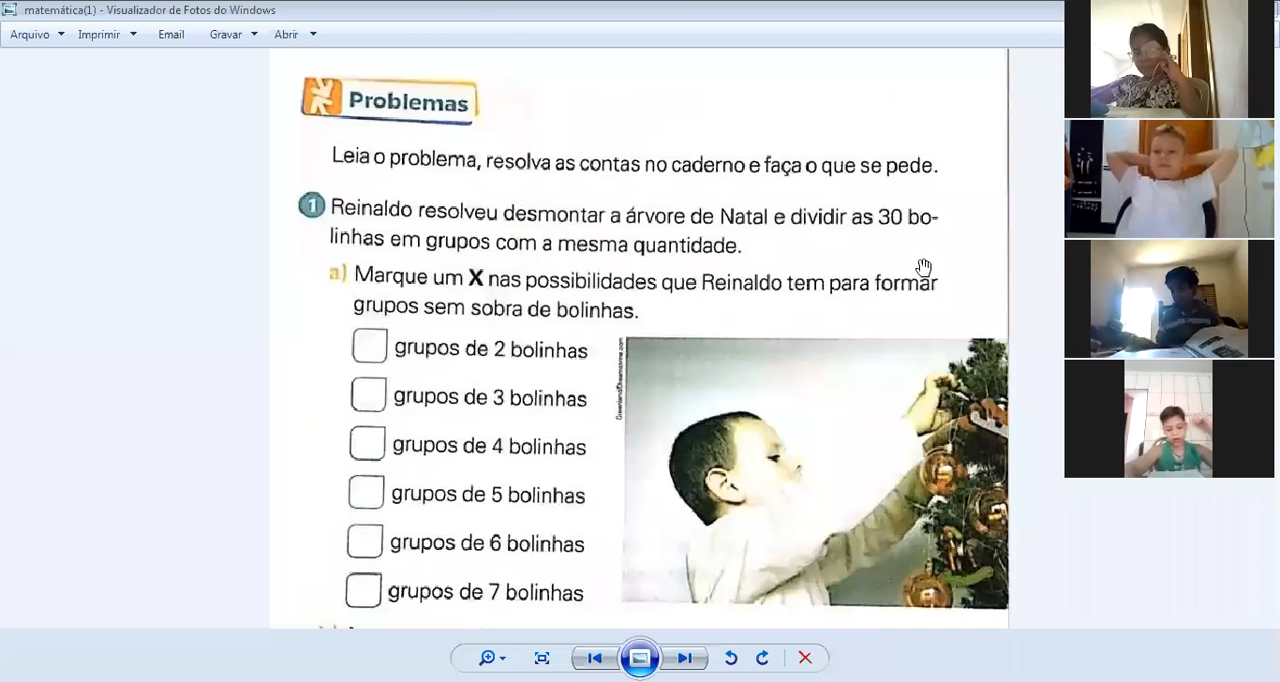 matemática(1) - Visualizador de Fotos do Windows
Arquivo Imprimir Email Gravar Abrir
Problemas
Leia o problema, resolva as contas no caderno e faça o que se pede.
1 Reinaldo resolveu desmontar a árvore de Natal e dividir as 30 bo-
linhas em grupos com a mesma quantidade.
a) Marque um X nas possibilidades que Reinaldo tem para formar
grupos sem sobra de bolinhas.
grupos de 2 bolinhas
grupos de 3 bolinhas
grupos de 4 bolinhas
grupos de 5 bolinhas
grupos de 6 bolinhas
grupos de 7 bolinhas